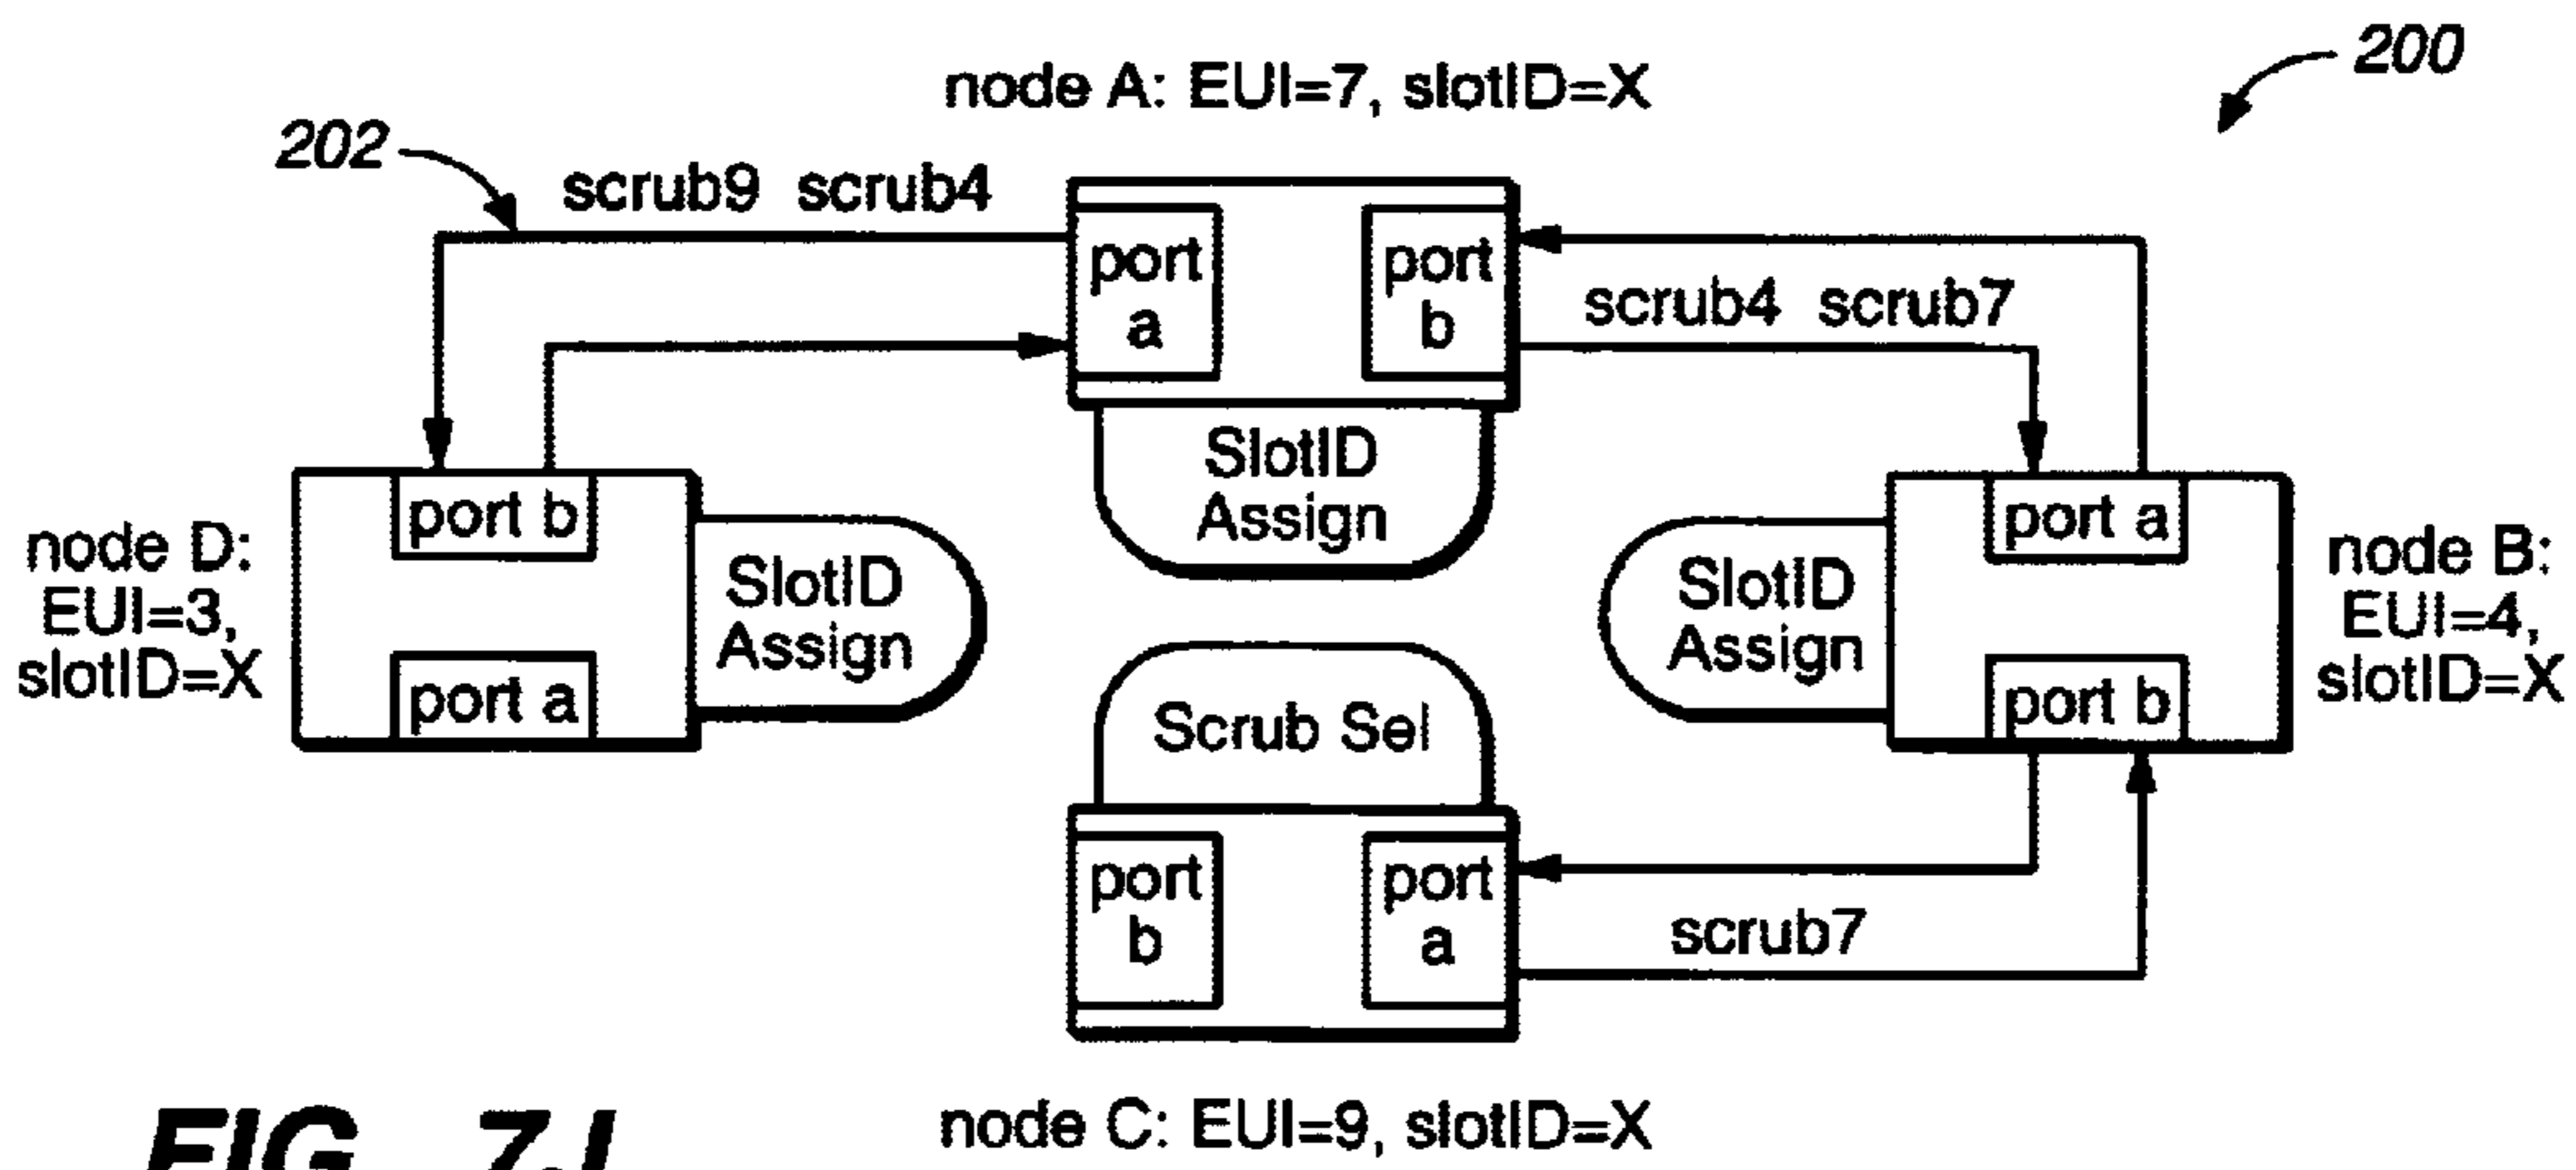 200
node A: EUI=7, slotID=X
202
scrub9 scrub4
port
a
port
b
scrub4 scrub7
SlotID
Assign
port b
port a
node D:
EUI=3,
slotID=X
SlotID
Assign
SlotID
Assign
port a
port b
node B:
EUI=4,
slotID=X
Scrub Sel
port
b
port
a
scrub7
node C: EUI=9, slotID=X